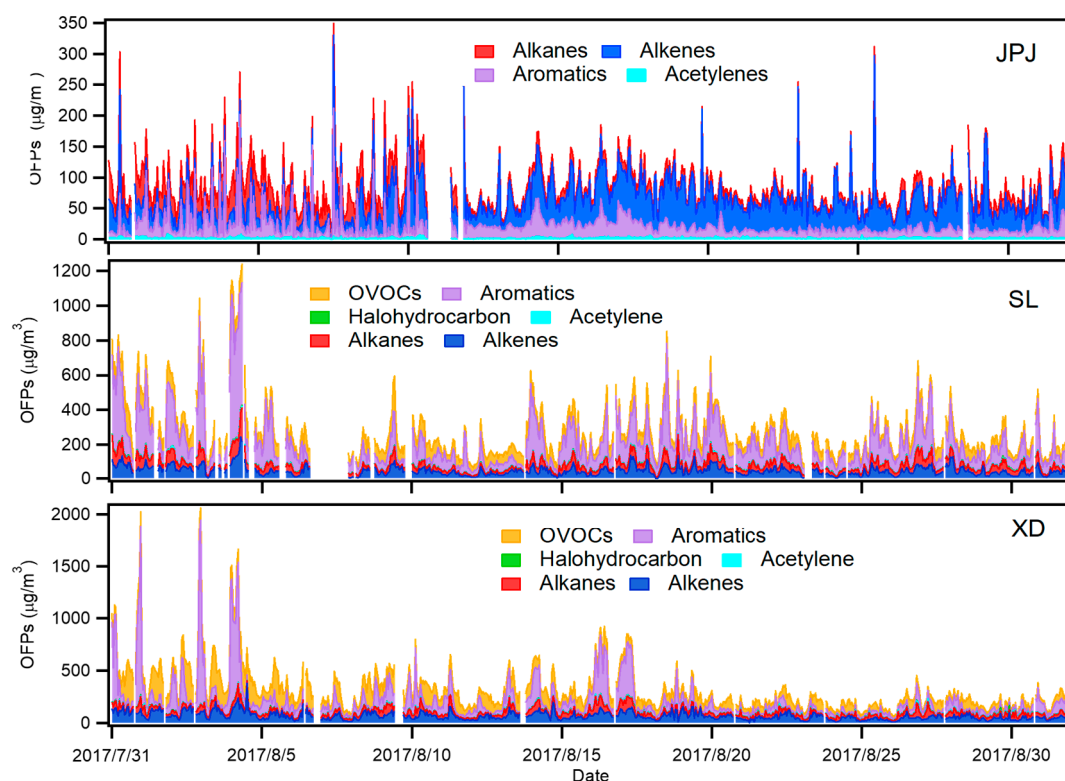 350
300
250
200
150
100
50
0
OFPs (µg/m
Alkanes Alkenes
Aromatics Acetylenes
JPJ
1200
1000
800
600
400
200
0
OFPs (µg/m³)
OVOCs Aromatics
Halohydrocarbon Acetylene
Alkanes Alkenes
SL
2000
1500
1000
500
0
OFPs (µg/m³)
OVOCs Aromatics
Halohydrocarbon Acetylene
Alkanes Alkenes
XD
2017/7/31 2017/8/5 2017/8/10 2017/8/15 2017/8/20 2017/8/25 2017/8/30
Date